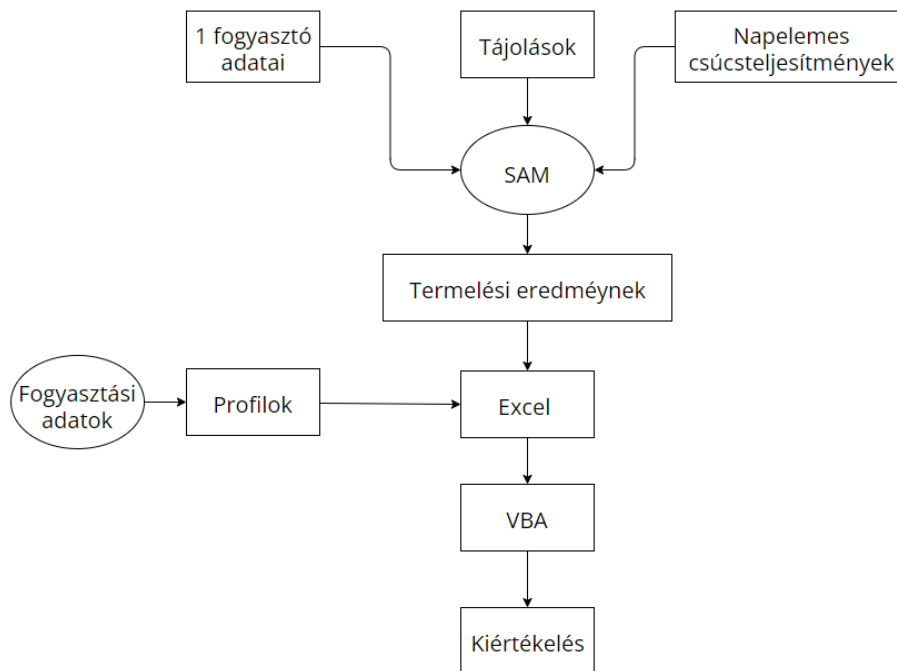 1 fogyasztó
adatai
Tájolások
Napelemes
csúcsteljesítmények
SAM
Termelési eredméynek
Fogyasztási
adatok
Profilok
Excel
VBA
Kiértékelés